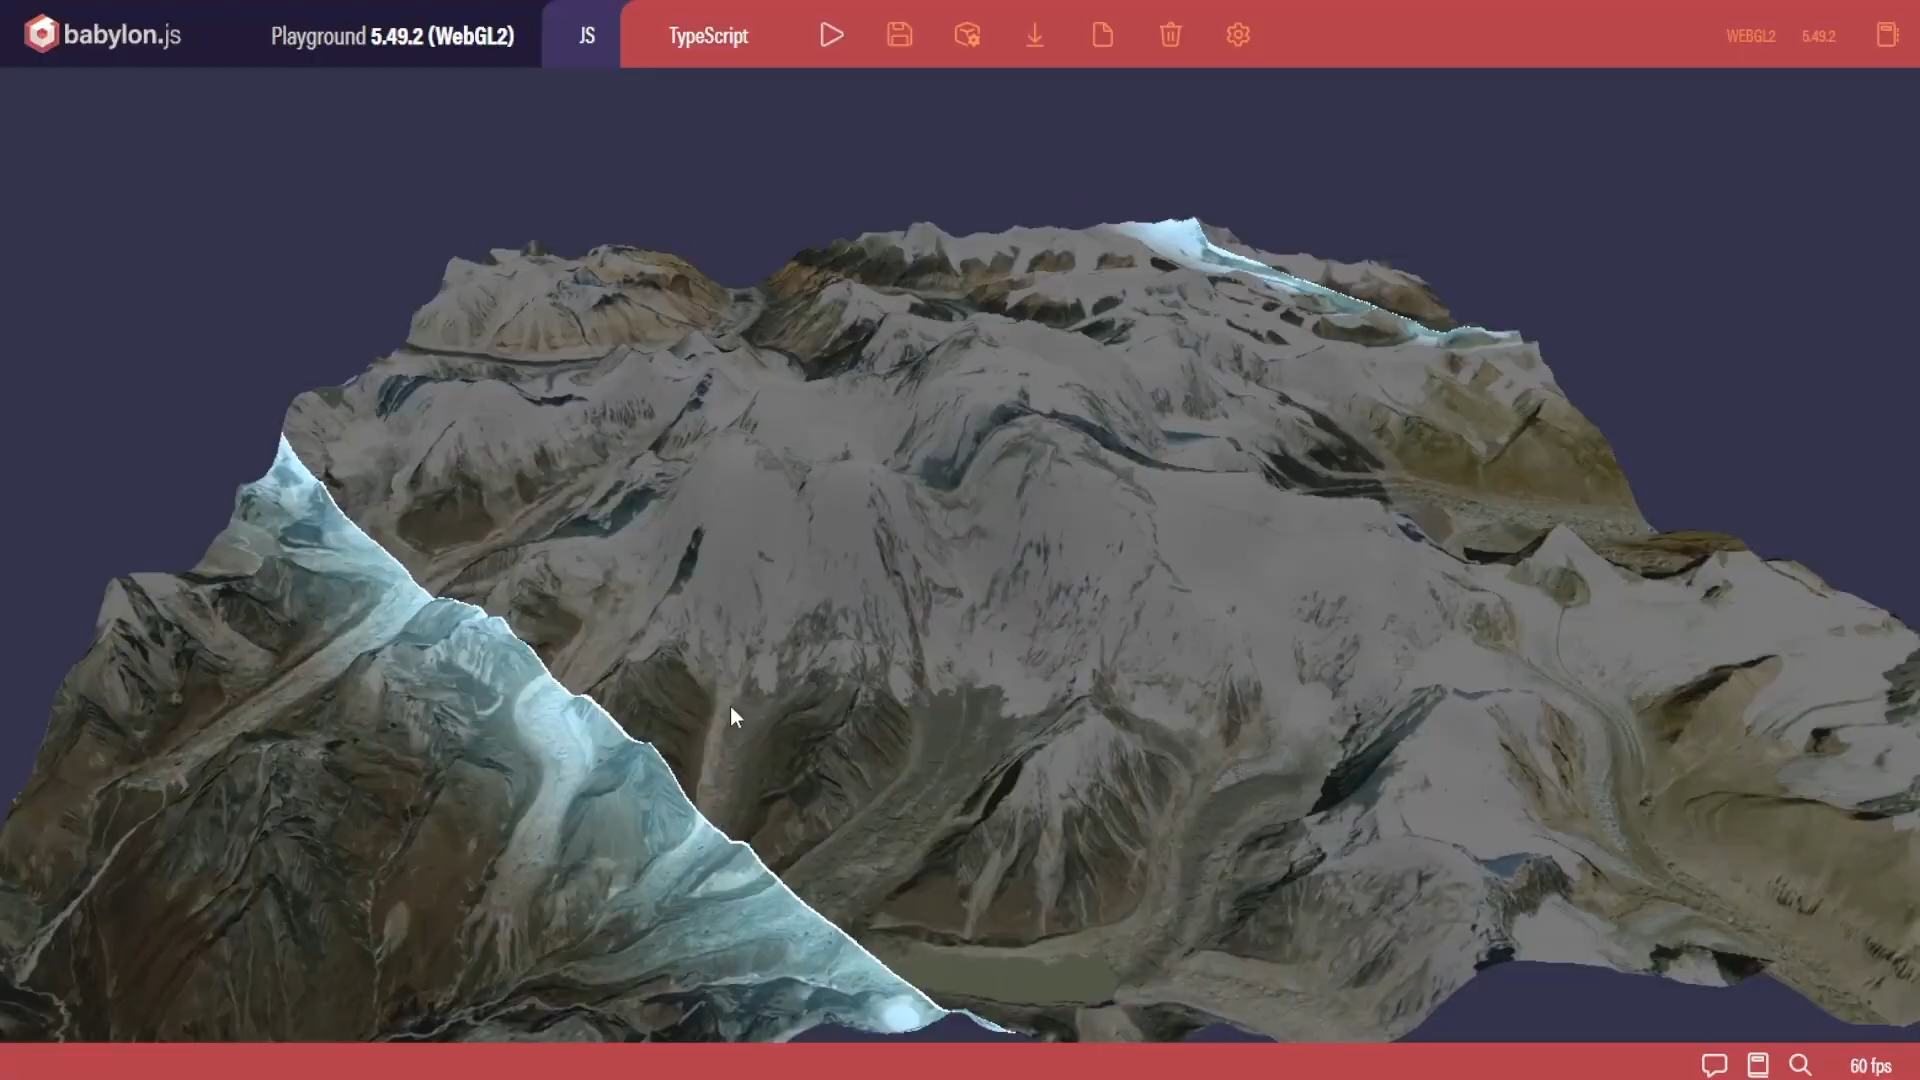 babylon.js
Playground 5.49.2 (WebGL2)
JS
TypeScript
WEBGL2
5.49.2
60 fps